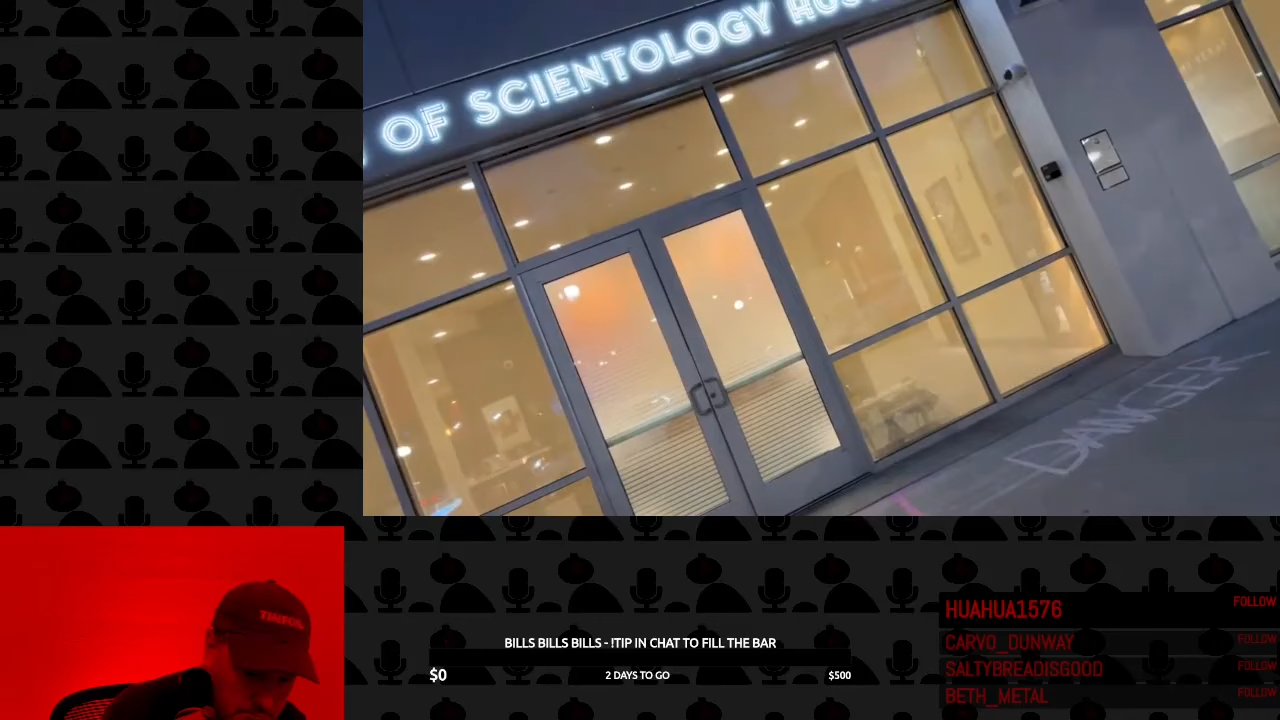 OF SCIENTOLOGY
DANGER
BILLS BILLS BILLS - !TIP IN CHAT TO FILL THE BAR
$0
2 DAYS TO GO
$500
HUAHUA1576
FOLLOW
CARVO_DUNWAY
FOLLOW
SALTYBREADISGOOD
FOLLOW
BETH_METAL
FOLLOW